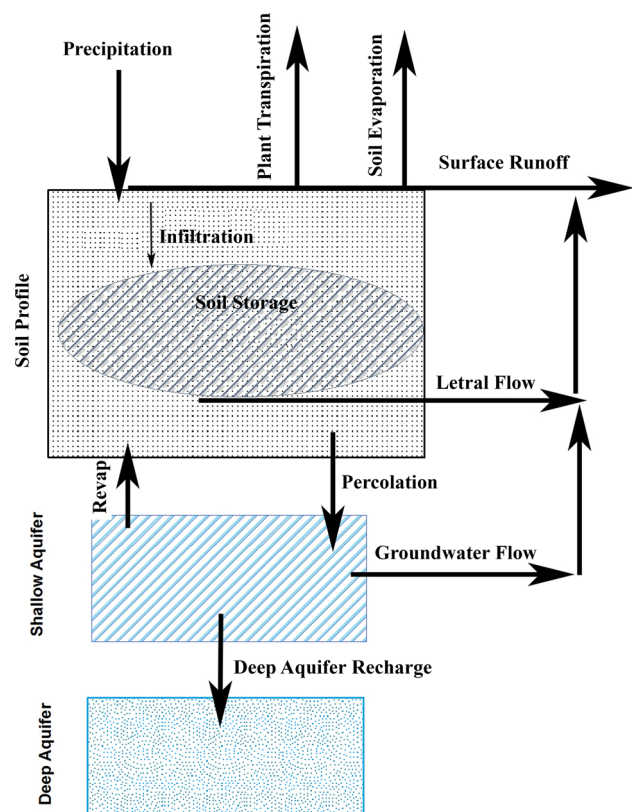 Precipitation
Plant Transpiration
Soil Evaporation
Surface Runoff
Infiltration
Soil Storage
Soil Profile
Letral Flow
Revap
Percolation
Shallow Aquifer
Groundwater Flow
Deep Aquifer Recharge
Deep Aquifer